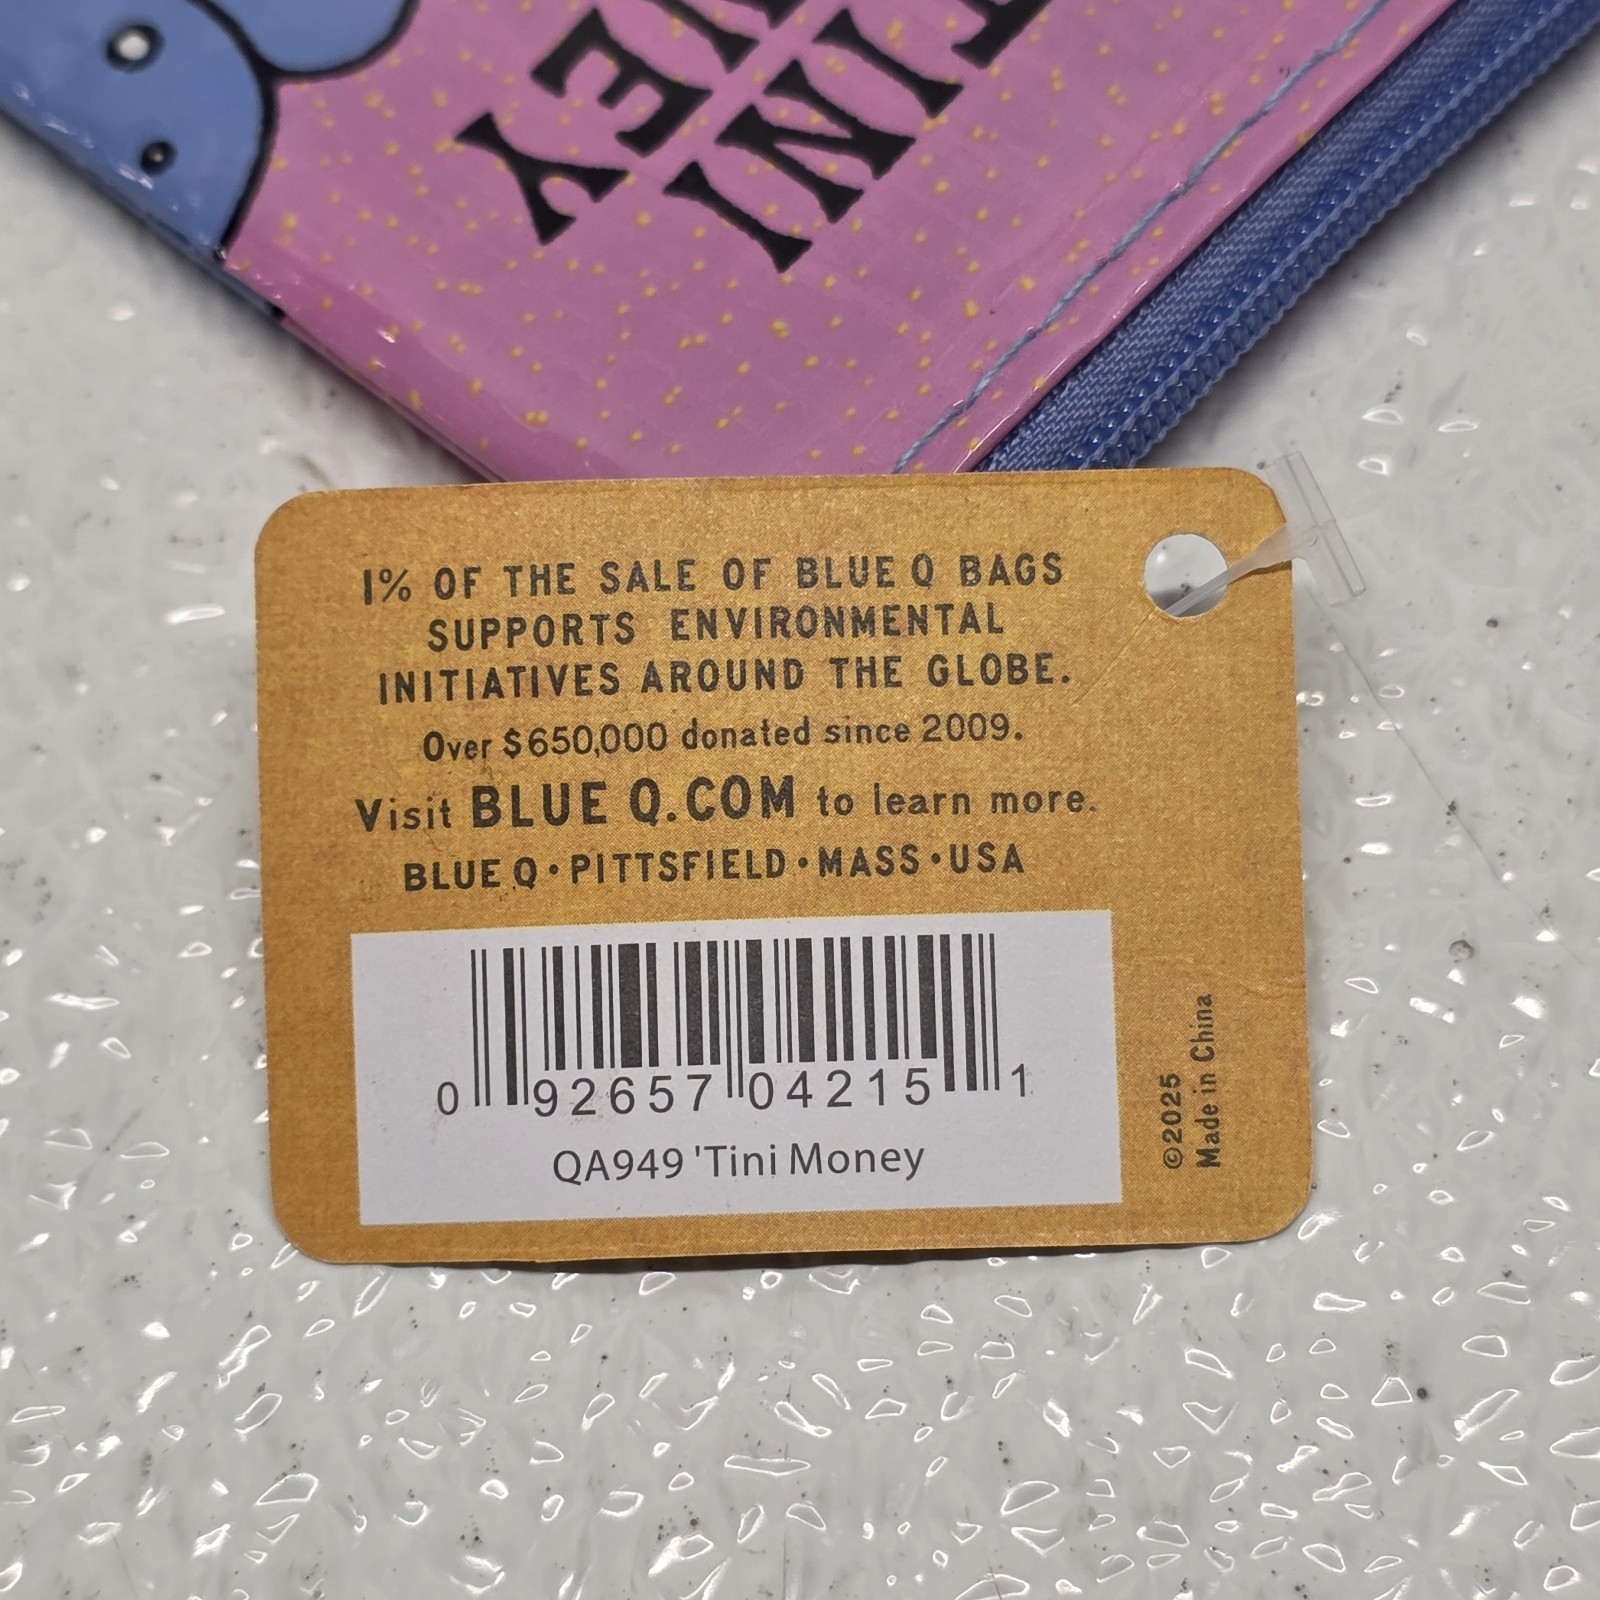 TINI
NEY
1% OF THE SALE OF BLUE Q BAGS
SUPPORTS ENVIRONMENTAL
INITIATIVES AROUND THE GLOBE.
Over $650,000 donated since 2009.
Visit BLUE Q.COM to learn more.
BLUE Q • PITTSFIELD • MASS • USA
0 92657 04215 1
QA949 'Tini Money
©2025
Made in China